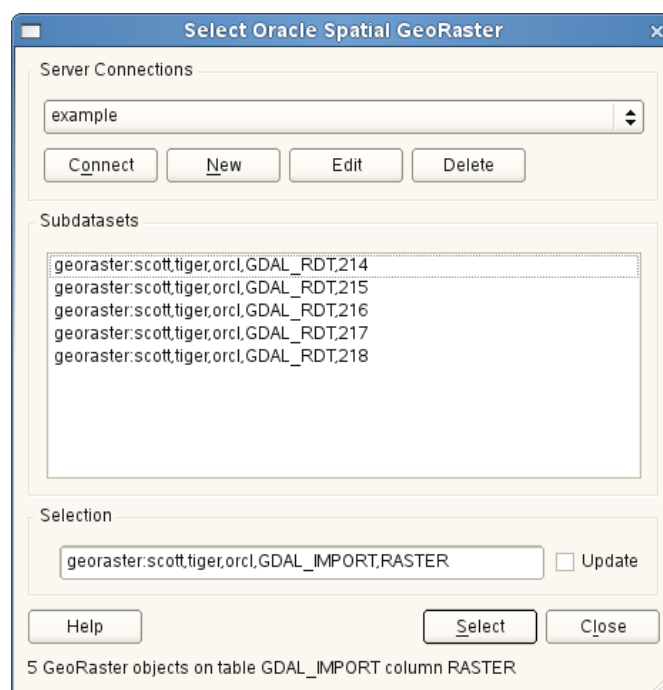 Select Oracle Spatial GeoRaster
Server Connections
example
Connect New Edit Delete
Subdatasets
georaster:scott,tiger,orcl,GDAL_RDT,214
georaster:scott,tiger,orcl,GDAL_RDT,215
georaster:scott,tiger,orcl,GDAL_RDT,216
georaster:scott,tiger,orcl,GDAL_RDT,217
georaster:scott,tiger,orcl,GDAL_RDT,218
Selection
georaster:scott,tiger,orcl,GDAL_IMPORT,RASTER Update
Help Select Close
5 GeoRaster objects on table GDAL_IMPORT column RASTER